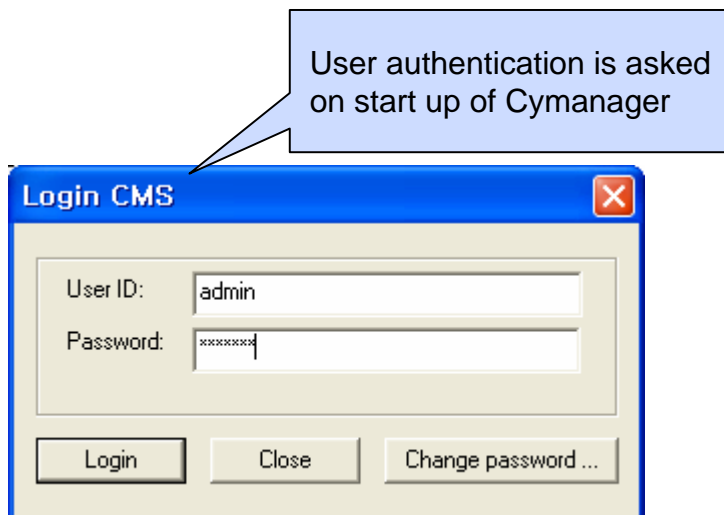 User authentication is asked
on start up of Cymanager
Login CMS
User ID:
admin
Password:
*******
Login
Close
Change password ...